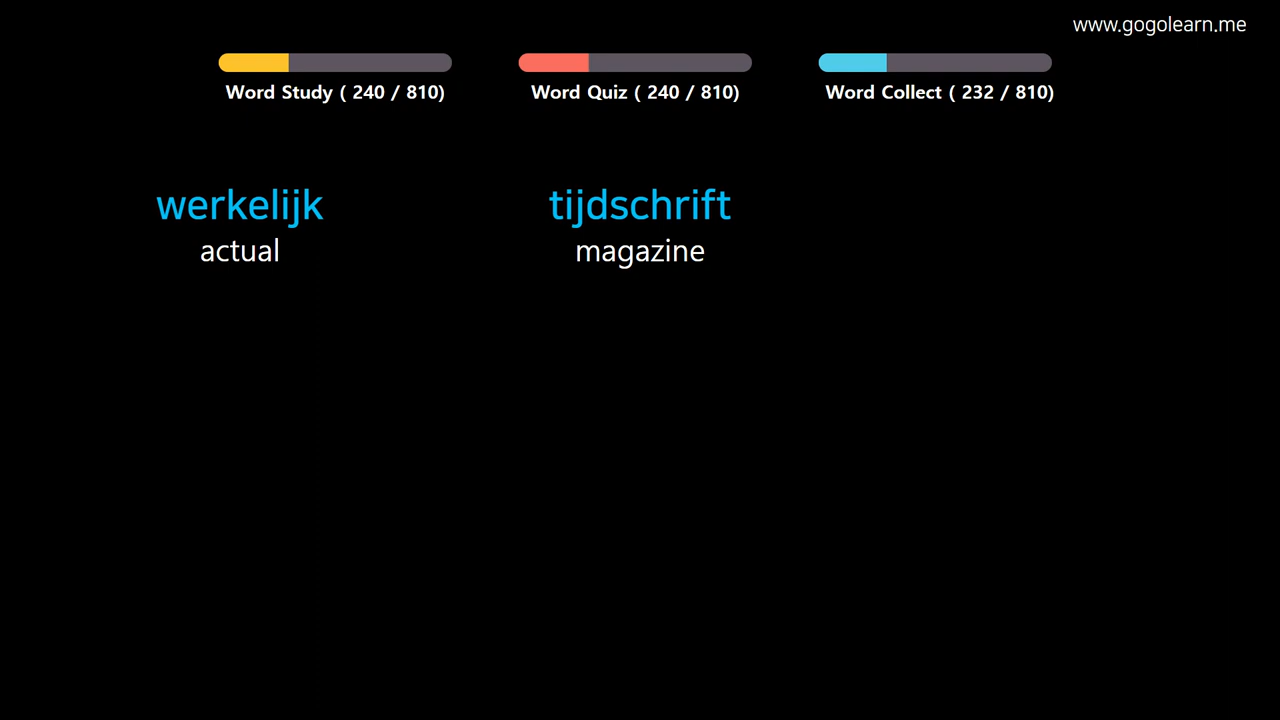 www.gogolearn.me
Word Study ( 240 / 810)
Word Quiz ( 240 / 810)
Word Collect ( 232 / 810)
werkelijk
actual
tijdschrift
magazine